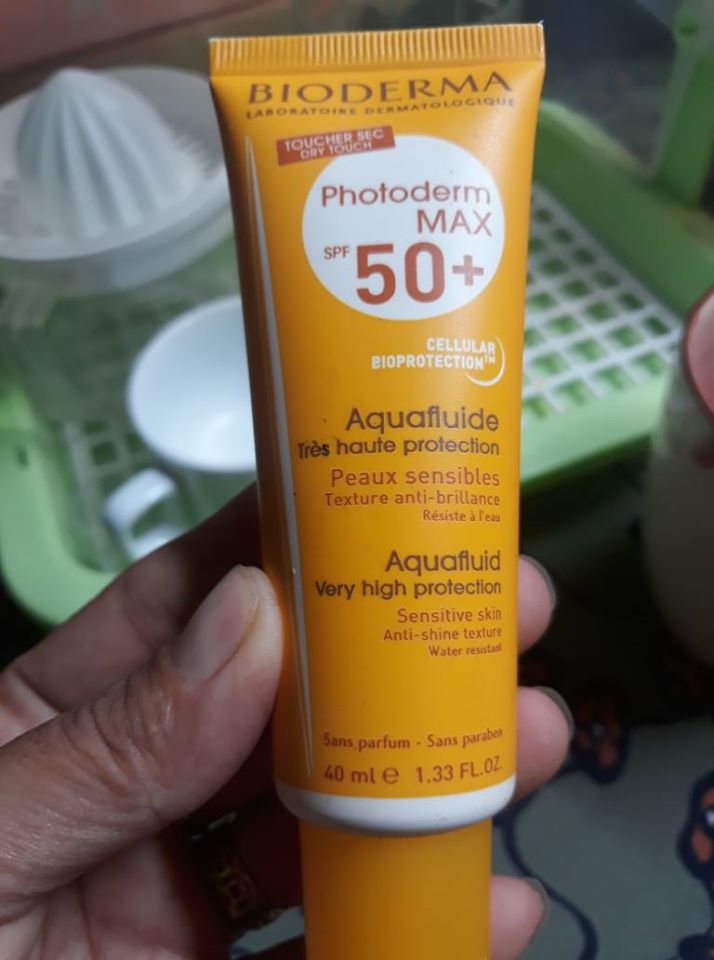 BIODERMA
LABORATOIRE DERMATOLOGIQUE
TOUCHER SEC
DRY TOUCH
Photoderm
MAX
SPF 50+
CELLULAR
BIOPROTECTION™
Aquafluide
Très haute protection
Peaux sensibles
Texture anti-brillance
Résiste à l'eau
Aquafluid
Very high protection
Sensitive skin
Anti-shine texture
Water resistant
Sans parfum - Sans paraben
40 ml e 1.33 FL.OZ.